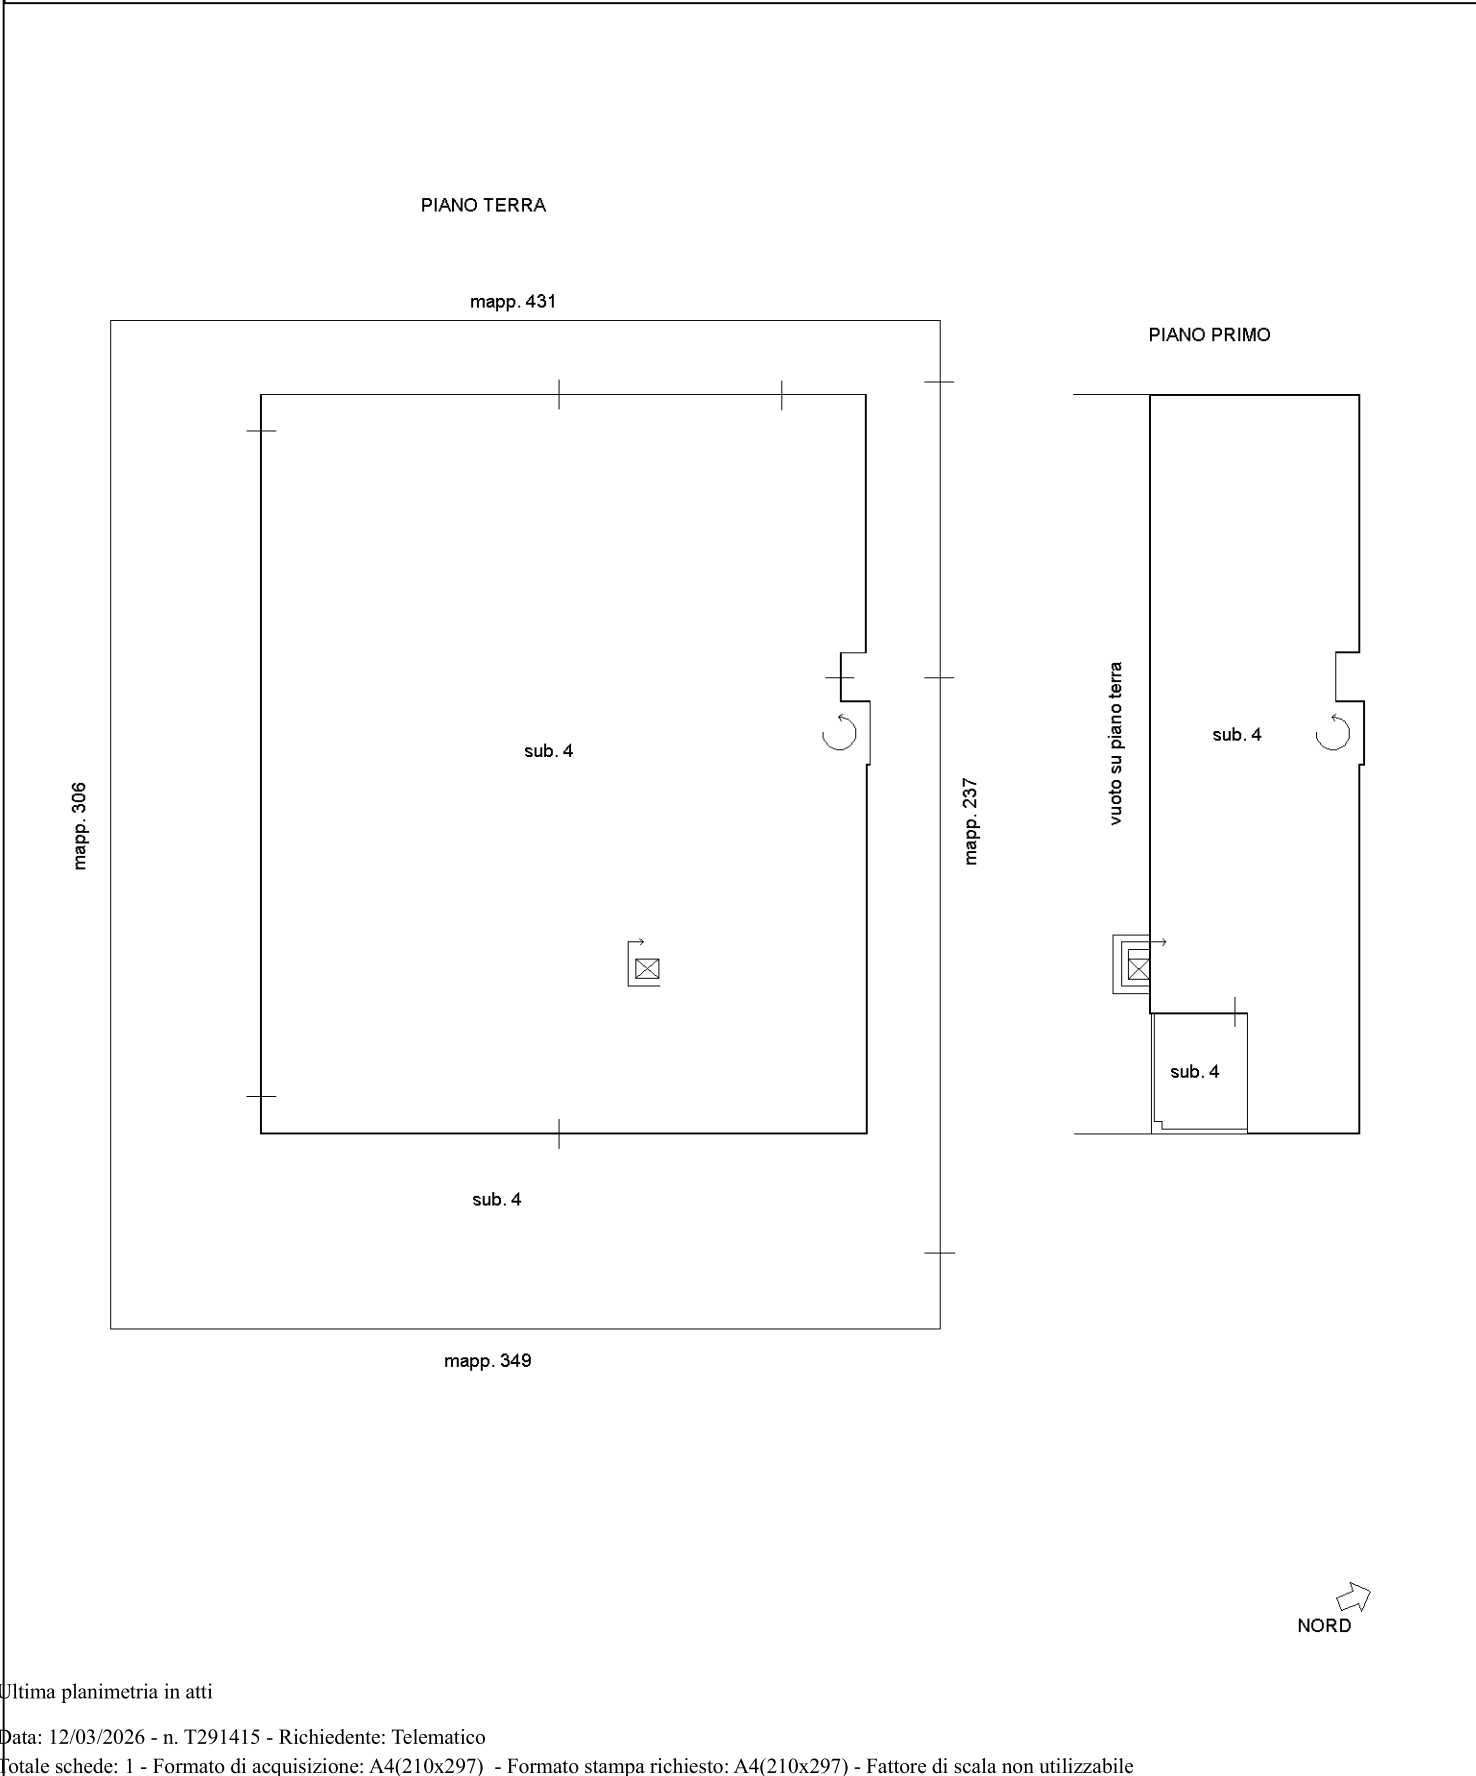 PIANO TERRA
mapp. 431
PIANO PRIMO
vuoto su piano terra
sub. 4
sub. 4
mapp. 306
mapp. 237
sub. 4
sub. 4
mapp. 349
NORD
Ultima planimetria in atti
Data: 12/03/2026 - n. T291415 - Richiedente: Telematico
Totale schede: 1 - Formato di acquisizione: A4(210x297) - Formato stampa richiesto: A4(210x297) - Fattore di scala non utilizzabile